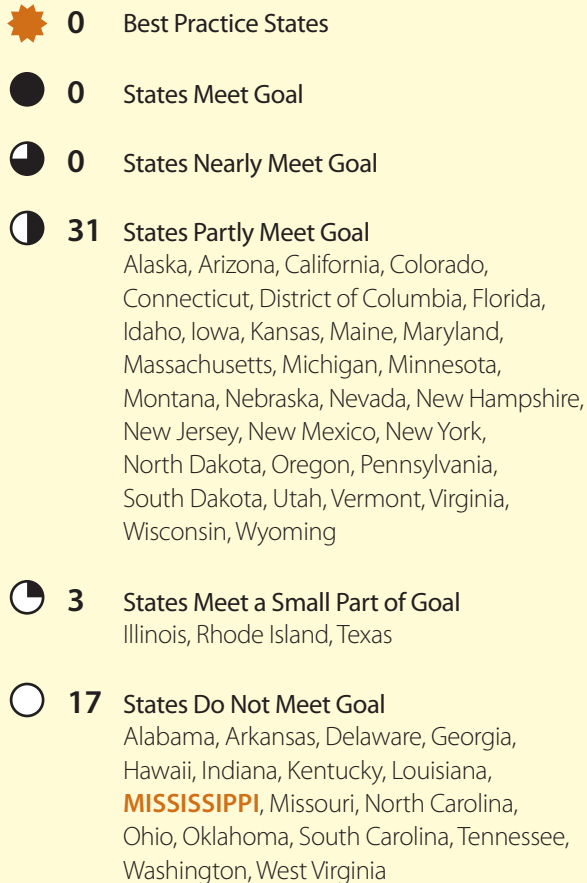 0 Best Practice States
0 States Meet Goal
0 States Nearly Meet Goal
31 States Partly Meet Goal
Alaska, Arizona, California, Colorado,
Connecticut, District of Columbia, Florida,
Idaho, Iowa, Kansas, Maine, Maryland,
Massachusetts, Michigan, Minnesota,
Montana, Nebraska, Nevada, New Hampshire,
New Jersey, New Mexico, New York,
North Dakota, Oregon, Pennsylvania,
South Dakota, Utah, Vermont, Virginia,
Wisconsin, Wyoming
3 States Meet a Small Part of Goal
Illinois, Rhode Island, Texas
17 States Do Not Meet Goal
Alabama, Arkansas, Delaware, Georgia,
Hawaii, Indiana, Kentucky, Louisiana,
MISSISSIPPI, Missouri, North Carolina,
Ohio, Oklahoma, South Carolina, Tennessee,
Washington, West Virginia